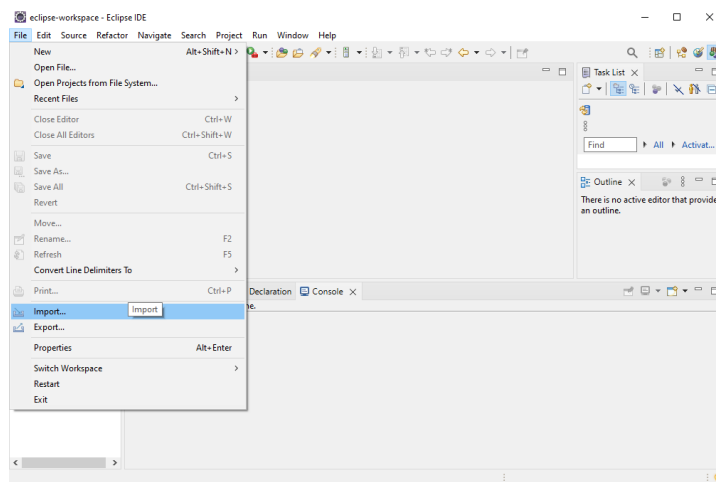 eclipse-workspace - Eclipse IDE
File Edit Source Refactor Navigate Search Project Run Window Help
New Alt+Shift+N >
Open File...
Open Projects from File System...
Recent Files >
Close Editor Ctrl+W
Close All Editors Ctrl+Shift+W
Save Ctrl+S
Save As...
Save All Ctrl+Shift+S
Revert
Move...
Rename... F2
Refresh F5
Convert Line Delimiters To >
Print... Ctrl+P
Import... Import
Export...
Properties Alt+Enter
Switch Workspace >
Restart
Exit
Task List
Find All Activat...
Outline
There is no active editor that provide
an outline.
Declaration Console